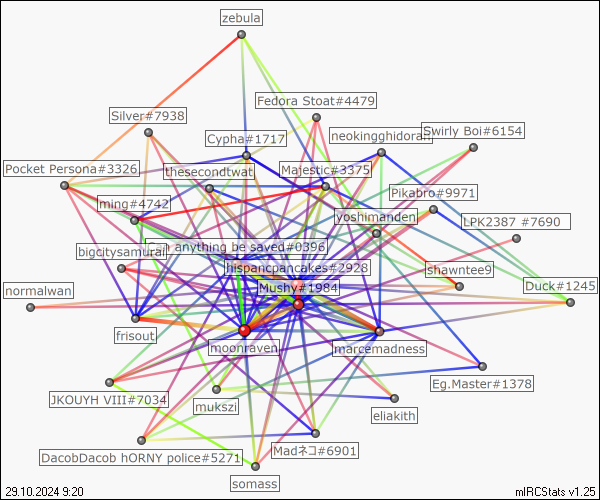 zebula
Fedora Stoat#4479
Silver#7938
Swirly Boi#6154
Cypha#1717
neokingghidorah
Pocket Persona#3326
thesecondtwat
Majestic#3375
Pikabro#9971
ming#4742
yoshimanden
LPK2387 #7690
bigcitysamurai
can anything be saved#0396
hispancpancakes#2928
shawntee9
Mushy#1984
Duck#1245
normalwan
frisout
moonraven
marcemadness
Eg.Master#1378
JKOUYH VIII#7034
mukszi
eliakith
DacobDacob hORNY police#5271
Madネコ#6901
somass
29.10.2024 9:20
mIRCStats v1.25